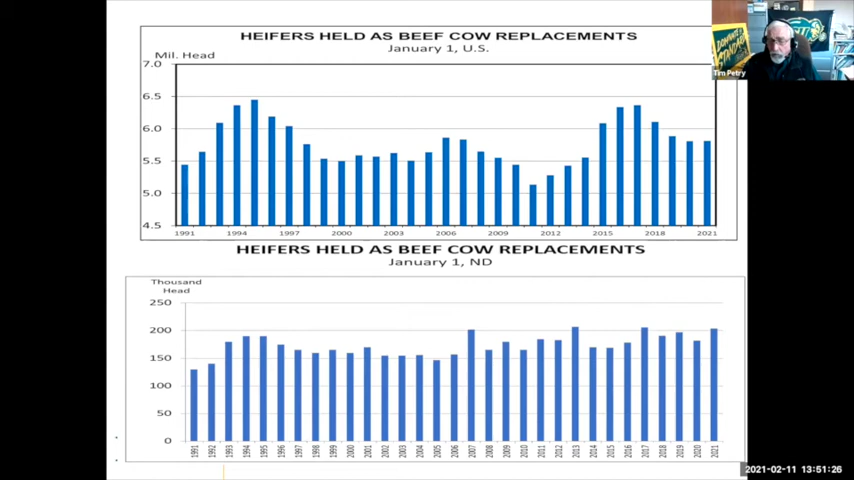 HEIFERS HELD AS BEEF COW REPLACEMENTS
January 1, U.S.
Mil. Head
7.0
6.5
6.0
5.5
5.0
4.5
1991 1994 1997 2000 2003 2006 2009 2012 2015 2018 2021
HEIFERS HELD AS BEEF COW REPLACEMENTS
January 1, ND
Thousand
Head
250
200
150
100
50
0
1991 1992 1993 1994 1995 1996 1997 1998 1999 2000 2001 2002 2003 2004 2005 2006 2007 2008 2009 2010 2011 2012 2013 2014 2015 2016 2017 2018 2019 2020 2021
STANDARD
Tim Petry
2021-02-11 13:51:26